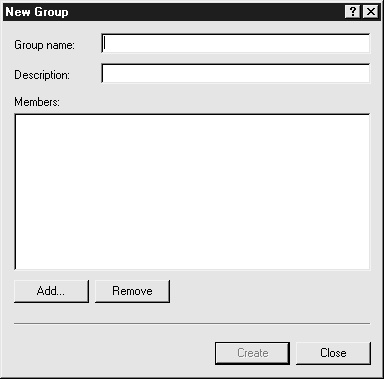 New Group
Group name:
Description:
Members:
Add... Remove
Create Close